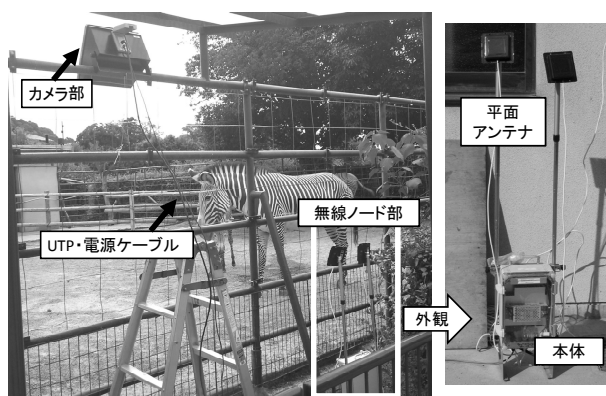 カメラ部
UTP・電源ケーブル
無線ノード部
外観
平面
アンテナ
本体